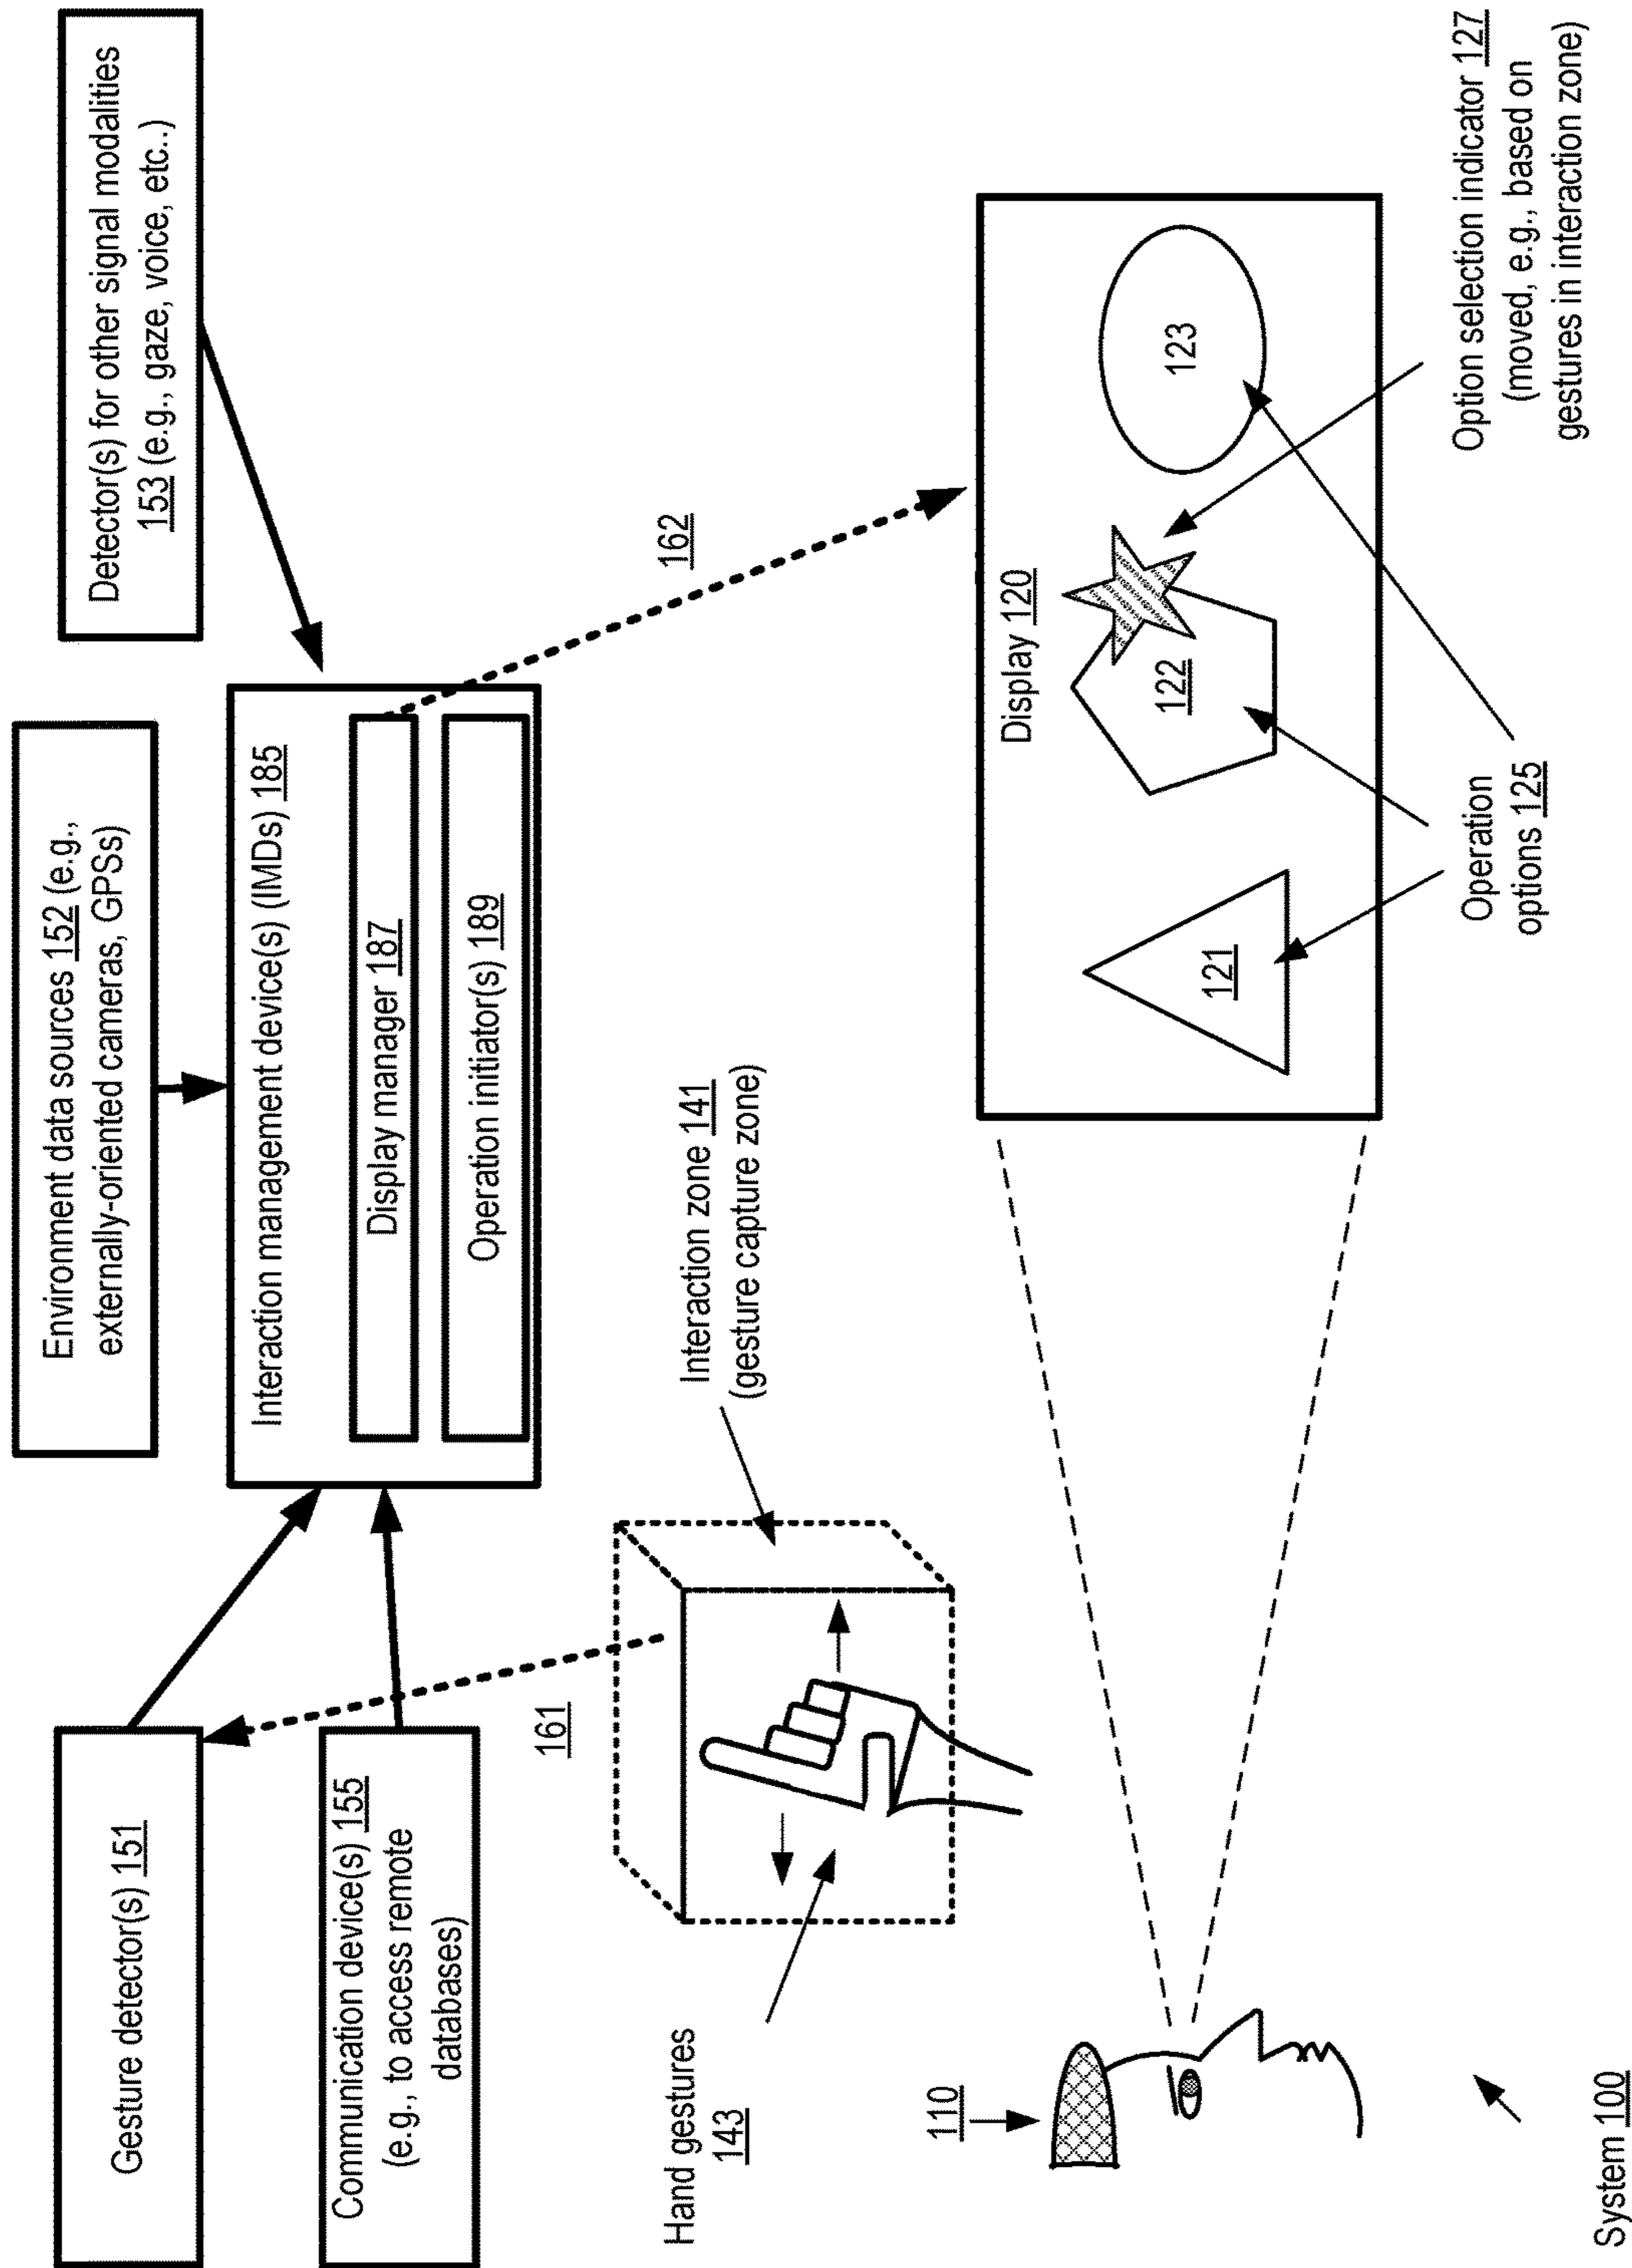 Environment data sources 152 (e.g.,
externally-oriented cameras, GPSs)
Gesture detector(s) 151
Communication device(s) 155
(e.g., to access remote
databases)
Interaction management device(s) (IMDs) 185
Display manager 187
Operation initiator(s) 189
Detector(s) for other signal modalities
153 (e.g., gaze, voice, etc..)
161
162
Interaction zone 141
(gesture capture zone)
Hand gestures
143
110
Display 120
121
122
123
Operation
options 125
Option selection indicator 127
(moved, e.g., based on
gestures in interaction zone)
System 100